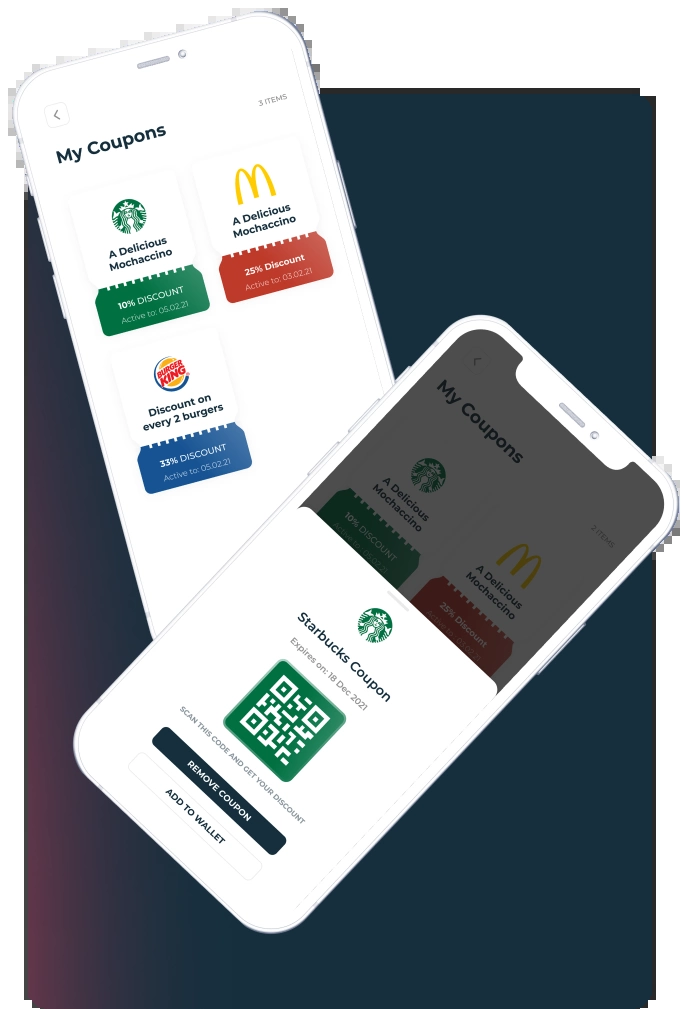 3 ITEMS
My Coupons
A Delicious
Mochaccino
10% DISCOUNT
Active to: 05.02.21
A Delicious
Mochaccino
25% Discount
Active to: 03.02.21
BURGER
KING
Discount on
every 2 burgers
33% DISCOUNT
Active to: 05.02.21
My Coupons
2 ITEMS
A Delicious
Mochaccino
10% DISCOUNT
A Delicious
Mochaccino
25% Discount
Starbucks Coupon
Expires on: 18 Dec 2021
SCAN THIS CODE AND GET YOUR DISCOUNT
REMOVE COUPON
ADD TO WALLET